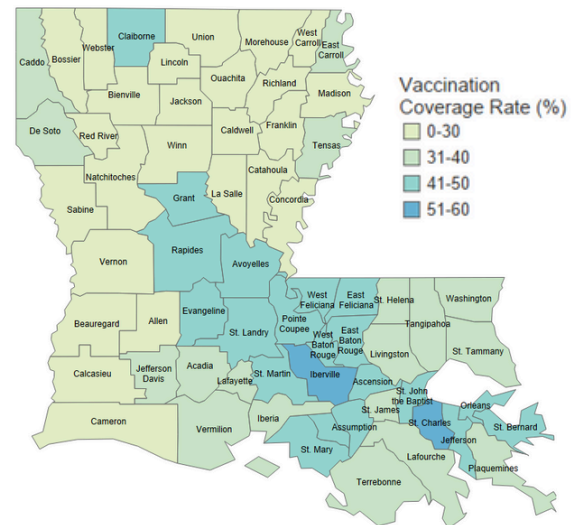 Claiborne
Union
Morehouse
West
Carroll
East
Carroll
Caddo
Bossier
Webster
Lincoln
Ouachita
Richland
Madison
Bienville
Jackson
De Soto
Red River
Caldwell
Franklin
Tensas
Winn
Natchitoches
Catahoula
Grant
La Salle
Concordia
Sabine
Rapides
Avoyelles
Vernon
West
Feliciana
East
Feliciana
St. Helena
Washington
Evangeline
Pointe
Coupee
Tangipahoa
Beauregard
Allen
St. Landry
West
Baton
Rouge
East
Baton
Rouge
Livingston
St. Tammany
Calcasieu
Jefferson
Davis
Acadia
Lafayette
St. Martin
Iberville
Ascension
St. John
the Baptist
Orleans
Cameron
Vermilion
Iberia
Assumption
St. James
St. Charles
St. Bernard
Jefferson
St. Mary
Lafourche
Plaquemines
Terrebonne
Vaccination
Coverage Rate (%)
0-30
31-40
41-50
51-60